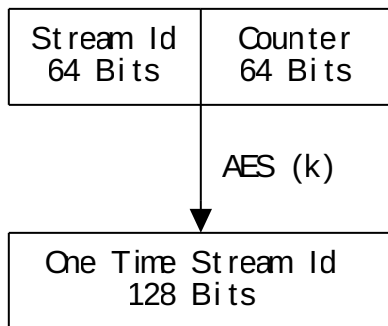 Stream Id
64 Bits
Counter
64 Bits
AES (k)
One Time Stream Id
128 Bits